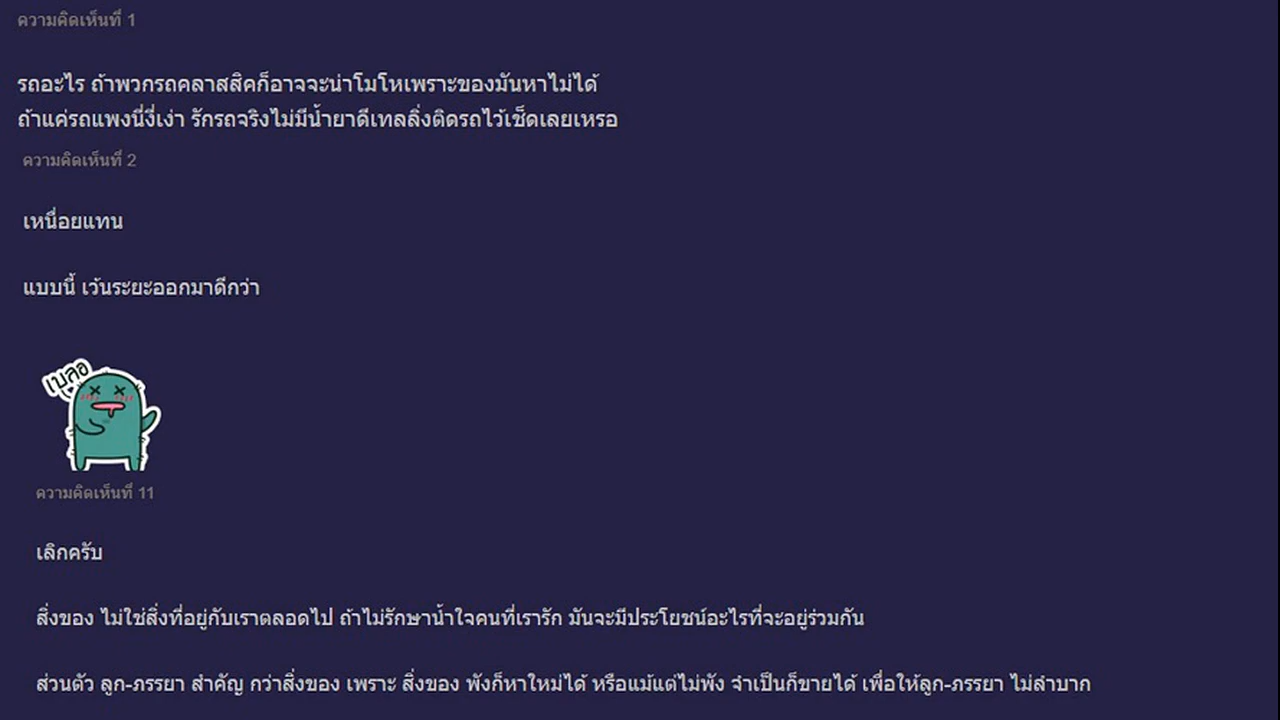 ความคิดเห็นที่ 1
รถอะไร ถ้าพวกรถคลาสสิคก็อาจจะน่าโมโหเพราะของมันหาไม่ได้
ถ้าแค่รถแพงนี่งี่เง่า รักรถจริงไม่มีน้ำยาดีเทลลิ่งติดรถไว้เช็ดเลยเหรอ
ความคิดเห็นที่ 2
เหนื่อยแทน
แบบนี้ เว้นระยะออกมาดีกว่า
เบลอ
ความคิดเห็นที่ 11
เลิกครับ
สิ่งของ ไม่ใช่สิ่งที่อยู่กับเราตลอดไป ถ้าไม่รักษาน้ำใจคนที่เรารัก มันจะมีประโยชน์อะไรที่จะอยู่ร่วมกัน
ส่วนตัว ลูก-ภรรยา สำคัญ กว่าสิ่งของ เพราะ สิ่งของ พังก็หาใหม่ได้ หรือแม้แต่ไม่พัง จำเป็นก็ขายได้ เพื่อให้ลูก-ภรรยา ไม่ลำบาก